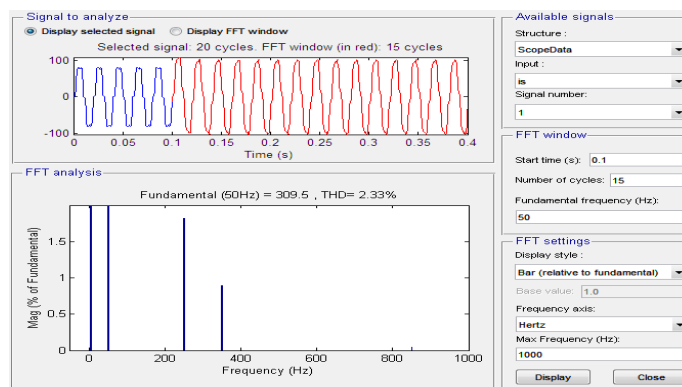 Signal to analyze
Display selected signal Display FFT window
Selected signal: 20 cycles. FFT window (in red): 15 cycles
100
0
-100
0 0.05 0.1 0.15 0.2 0.25 0.3 0.35 0.4
Time (s)
FFT analysis
Fundamental (50Hz) = 309.5 , THD= 2.33%
Mag (% of Fundamental)
1.5
1
0.5
0
0 200 400 600 800 1000
Frequency (Hz)
Available signals
Structure :
ScopeData
Input :
is
Signal number:
1
FFT window
Start time (s): 0.1
Number of cycles: 15
Fundamental frequency (Hz):
50
FFT settings
Display style :
Bar (relative to fundamental)
Base value: 1.0
Frequency axis:
Hertz
Max Frequency (Hz):
1000
Display Close